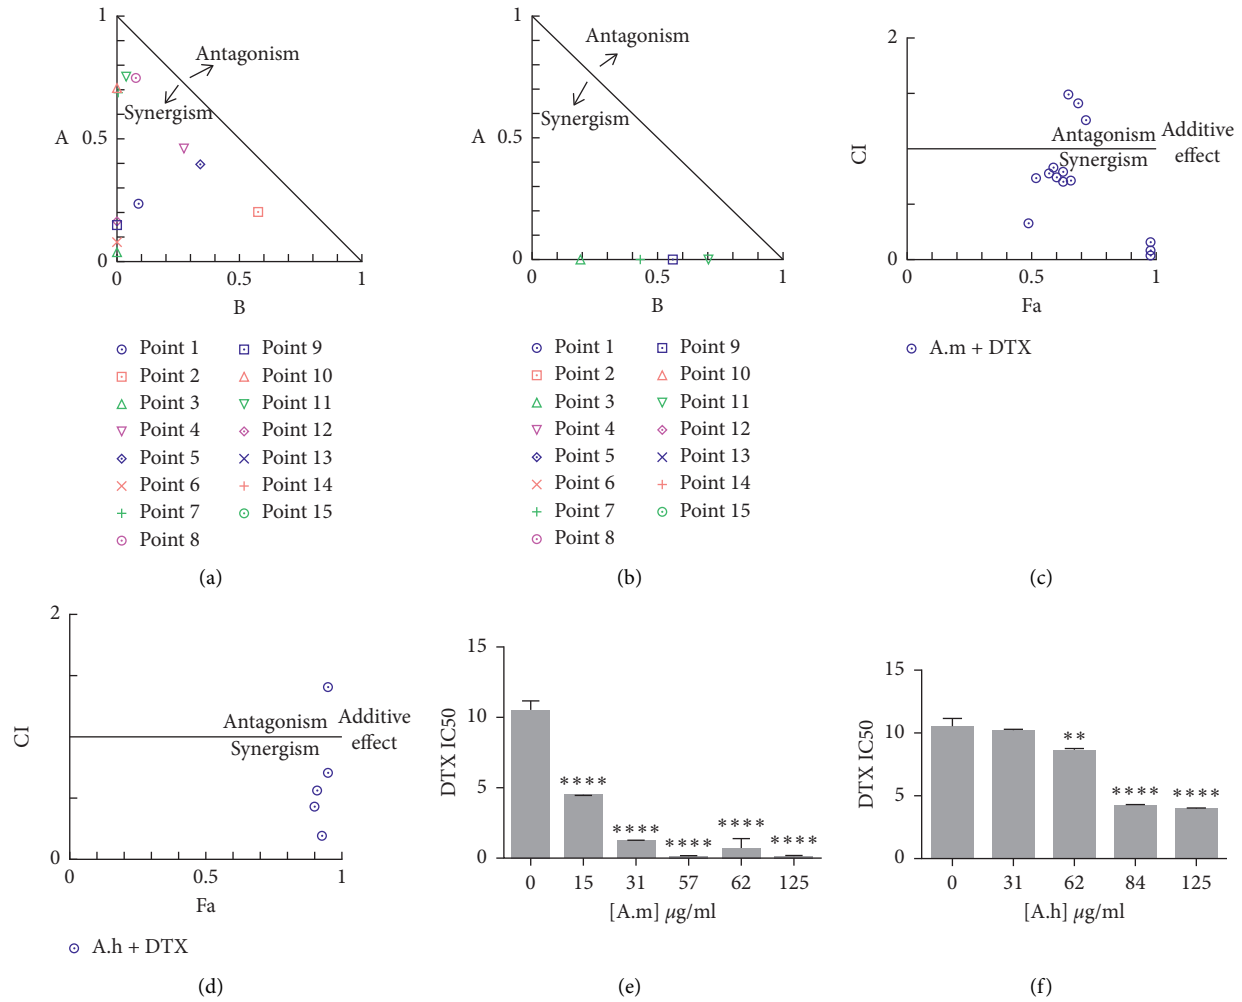 1
Antagonism
Synergism
A
0.5
0
0
0.5
1
B
Point 1
Point 2
Point 3
Point 4
Point 5
Point 6
Point 7
Point 8
Point 9
Point 10
Point 11
Point 12
Point 13
Point 14
Point 15
(a)
1
Antagonism
Synergism
A
0.5
0
0
0.5
1
B
Point 1
Point 2
Point 3
Point 4
Point 5
Point 6
Point 7
Point 8
Point 9
Point 10
Point 11
Point 12
Point 13
Point 14
Point 15
(b)
2
CI
1
0
Antagonism
Synergism
Additive
effect
0
0.5
1
Fa
A.m + DTX
(c)
2
CI
1
0
Antagonism
Synergism
Additive
effect
0
0.5
1
Fa
A.h + DTX
(d)
15
10
5
0
DTX IC50
****
****
****
****
****
0
15
31
57
62
125
[A.m] μg/ml
(e)
15
10
5
0
DTX IC50
**
****
****
0
31
62
84
125
[A.h] μg/ml
(f)